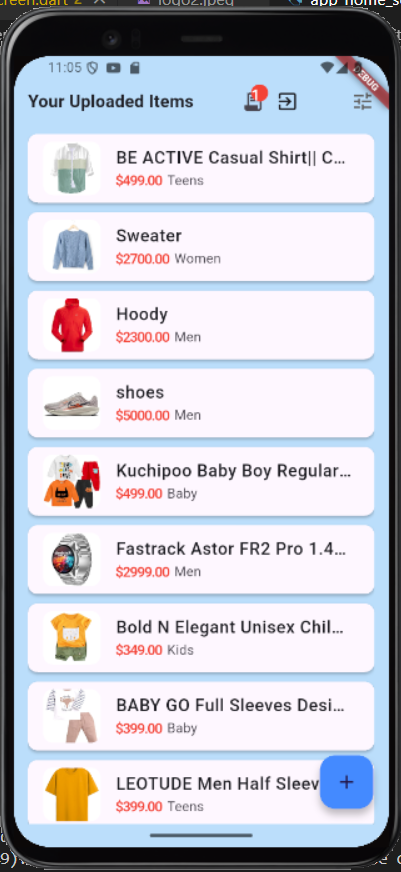 screen.dart
logo2.jpeg
app_home_s
11:05
DEBUG
Your Uploaded Items
1
BE ACTIVE Casual Shirt|| C...
$499.00 Teens
Sweater
$2700.00 Women
Hoody
$2300.00 Men
shoes
$5000.00 Men
Kuchipoo Baby Boy Regular...
$499.00 Baby
Fastrack Astor FR2 Pro 1.4...
$2999.00 Men
Bold N Elegant Unisex Chil...
$349.00 Kids
BABY GO Full Sleeves Desi...
$399.00 Baby
LEOTUDE Men Half Sleev
$399.00 Teens
+